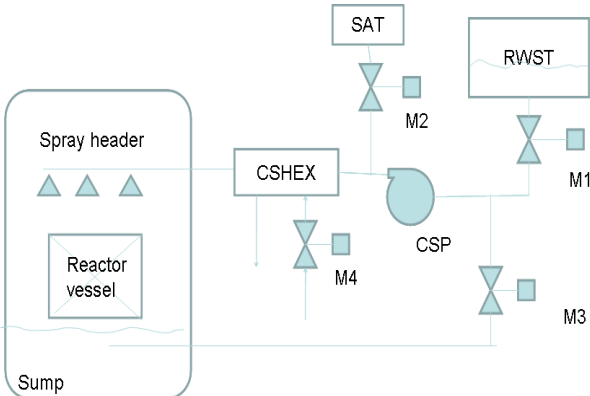 SAT
RWST
M2
Spray header
CSHEX
M1
CSP
Reactor
vessel
M4
M3
Sump